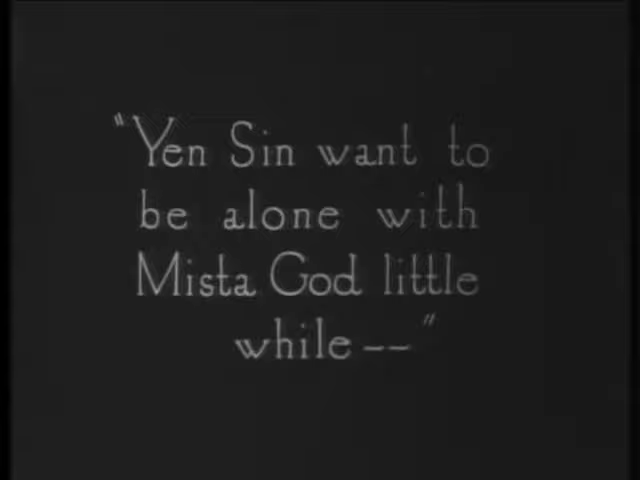 "Yen Sin want to
be alone with
Mista God little
while--"